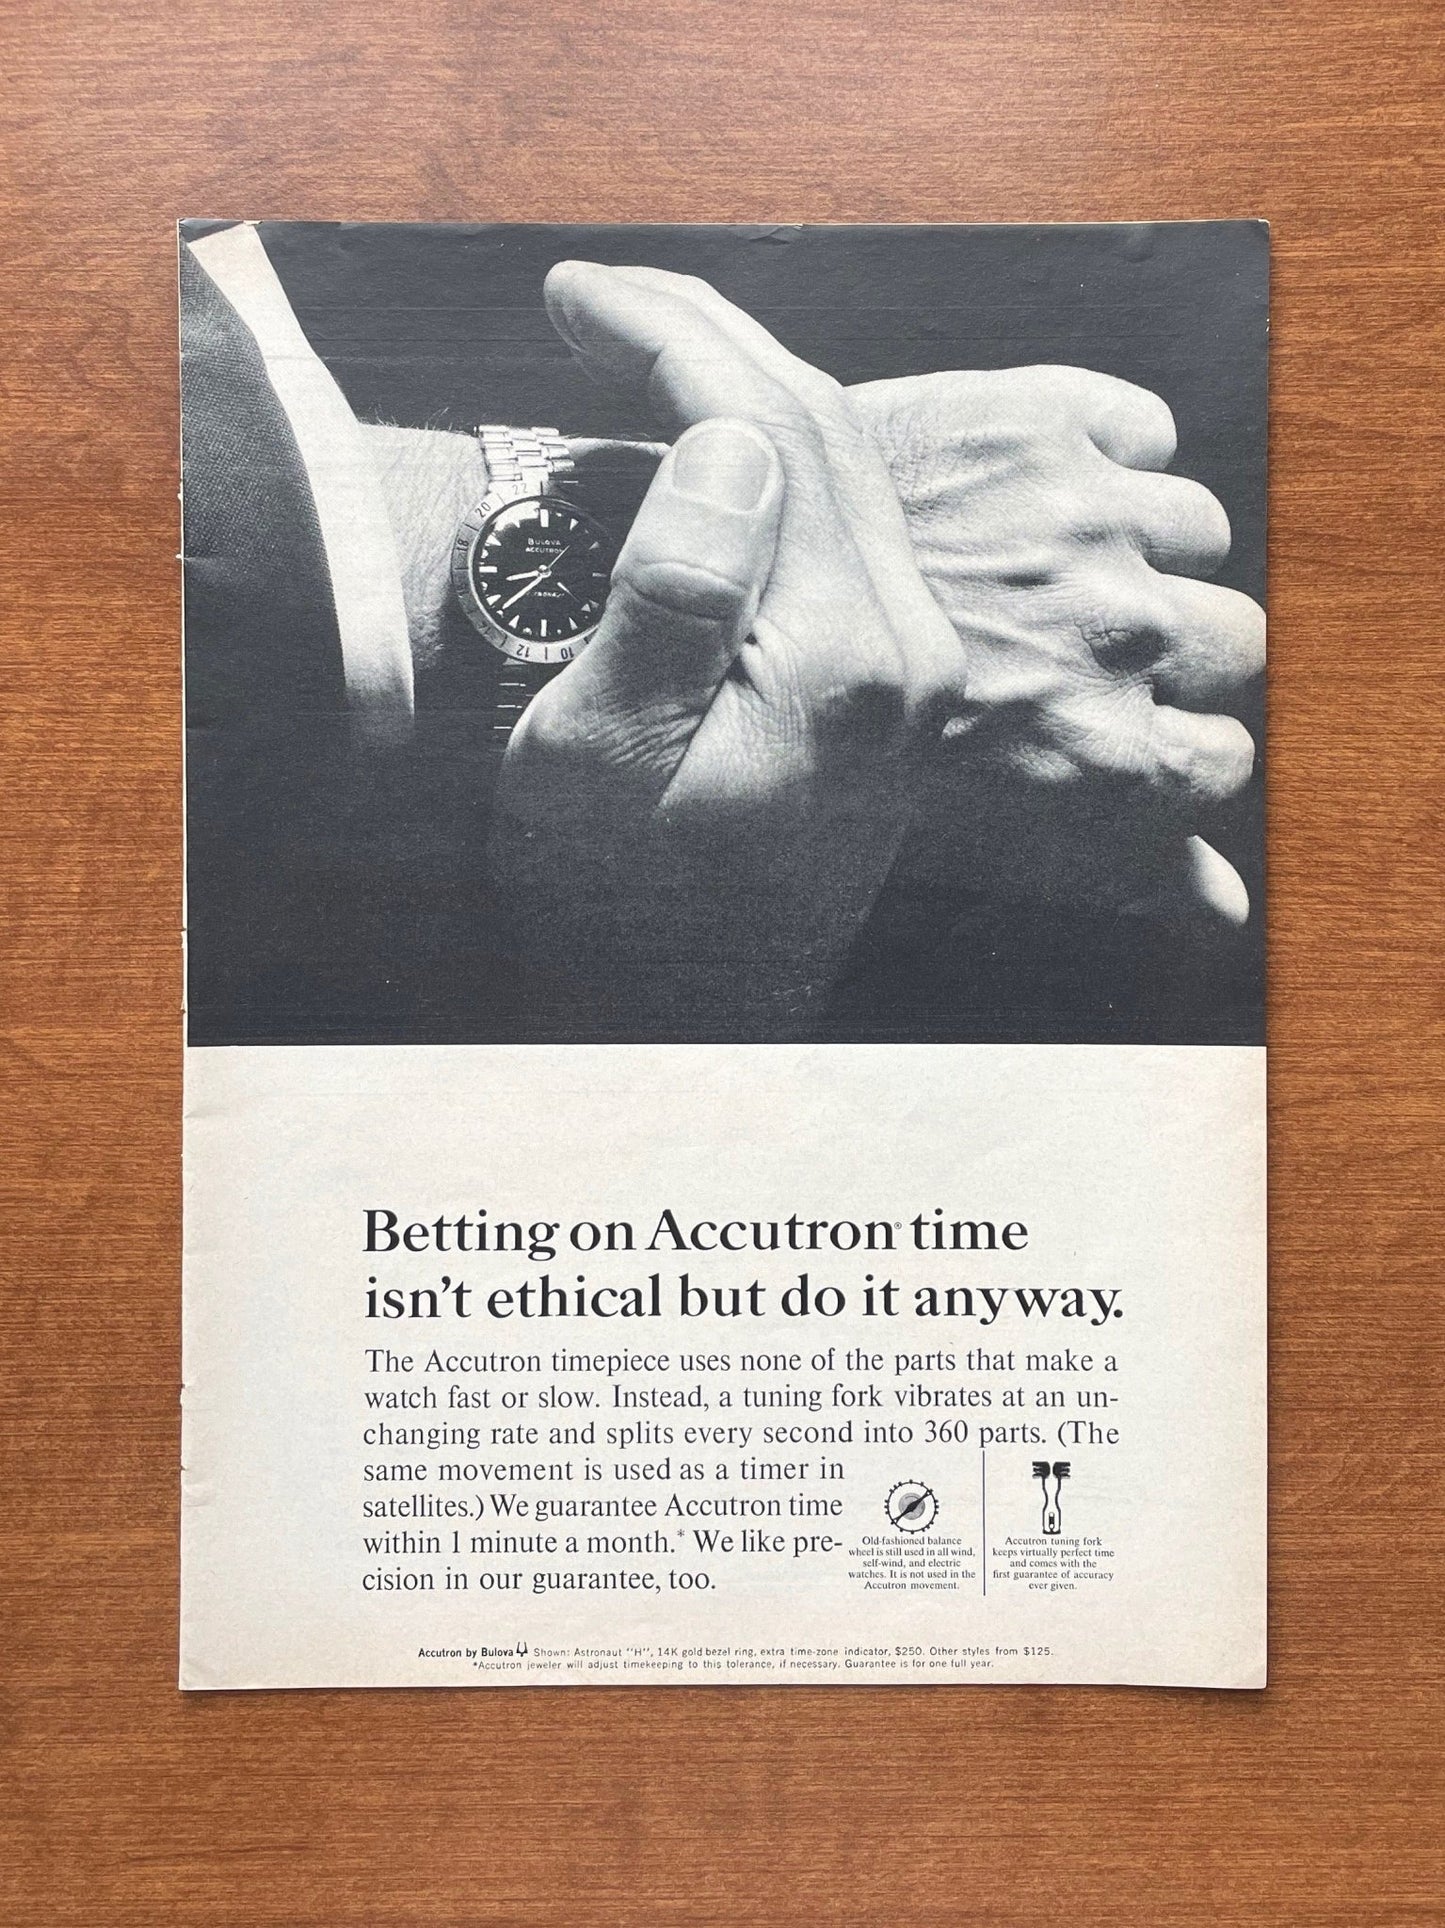 22
20
18
BULOVA
ACCUTRON
12
10
Betting on Accutron® time
isn't ethical but do it anyway.
The Accutron timepiece uses none of the parts that make a
watch fast or slow. Instead, a tuning fork vibrates at an un-
changing rate and splits every second into 360 parts. (The
same movement is used as a timer in
satellites.) We guarantee Accutron time
within 1 minute a month.* We like pre-
cision in our guarantee, too.
Old-fashioned balance
wheel is still used in all wind,
self-wind, and electric
watches. It is not used in the
Accutron movement.
Accutron tuning fork
keeps virtually perfect time
and comes with the
first guarantee of accuracy
ever given.
Accutron by Bulova Shown: Astronaut "H", 14K gold bezel ring, extra time-zone indicator, $250. Other styles from $125.
*Accutron jeweler will adjust timekeeping to this tolerance, if necessary. Guarantee is for one full year.